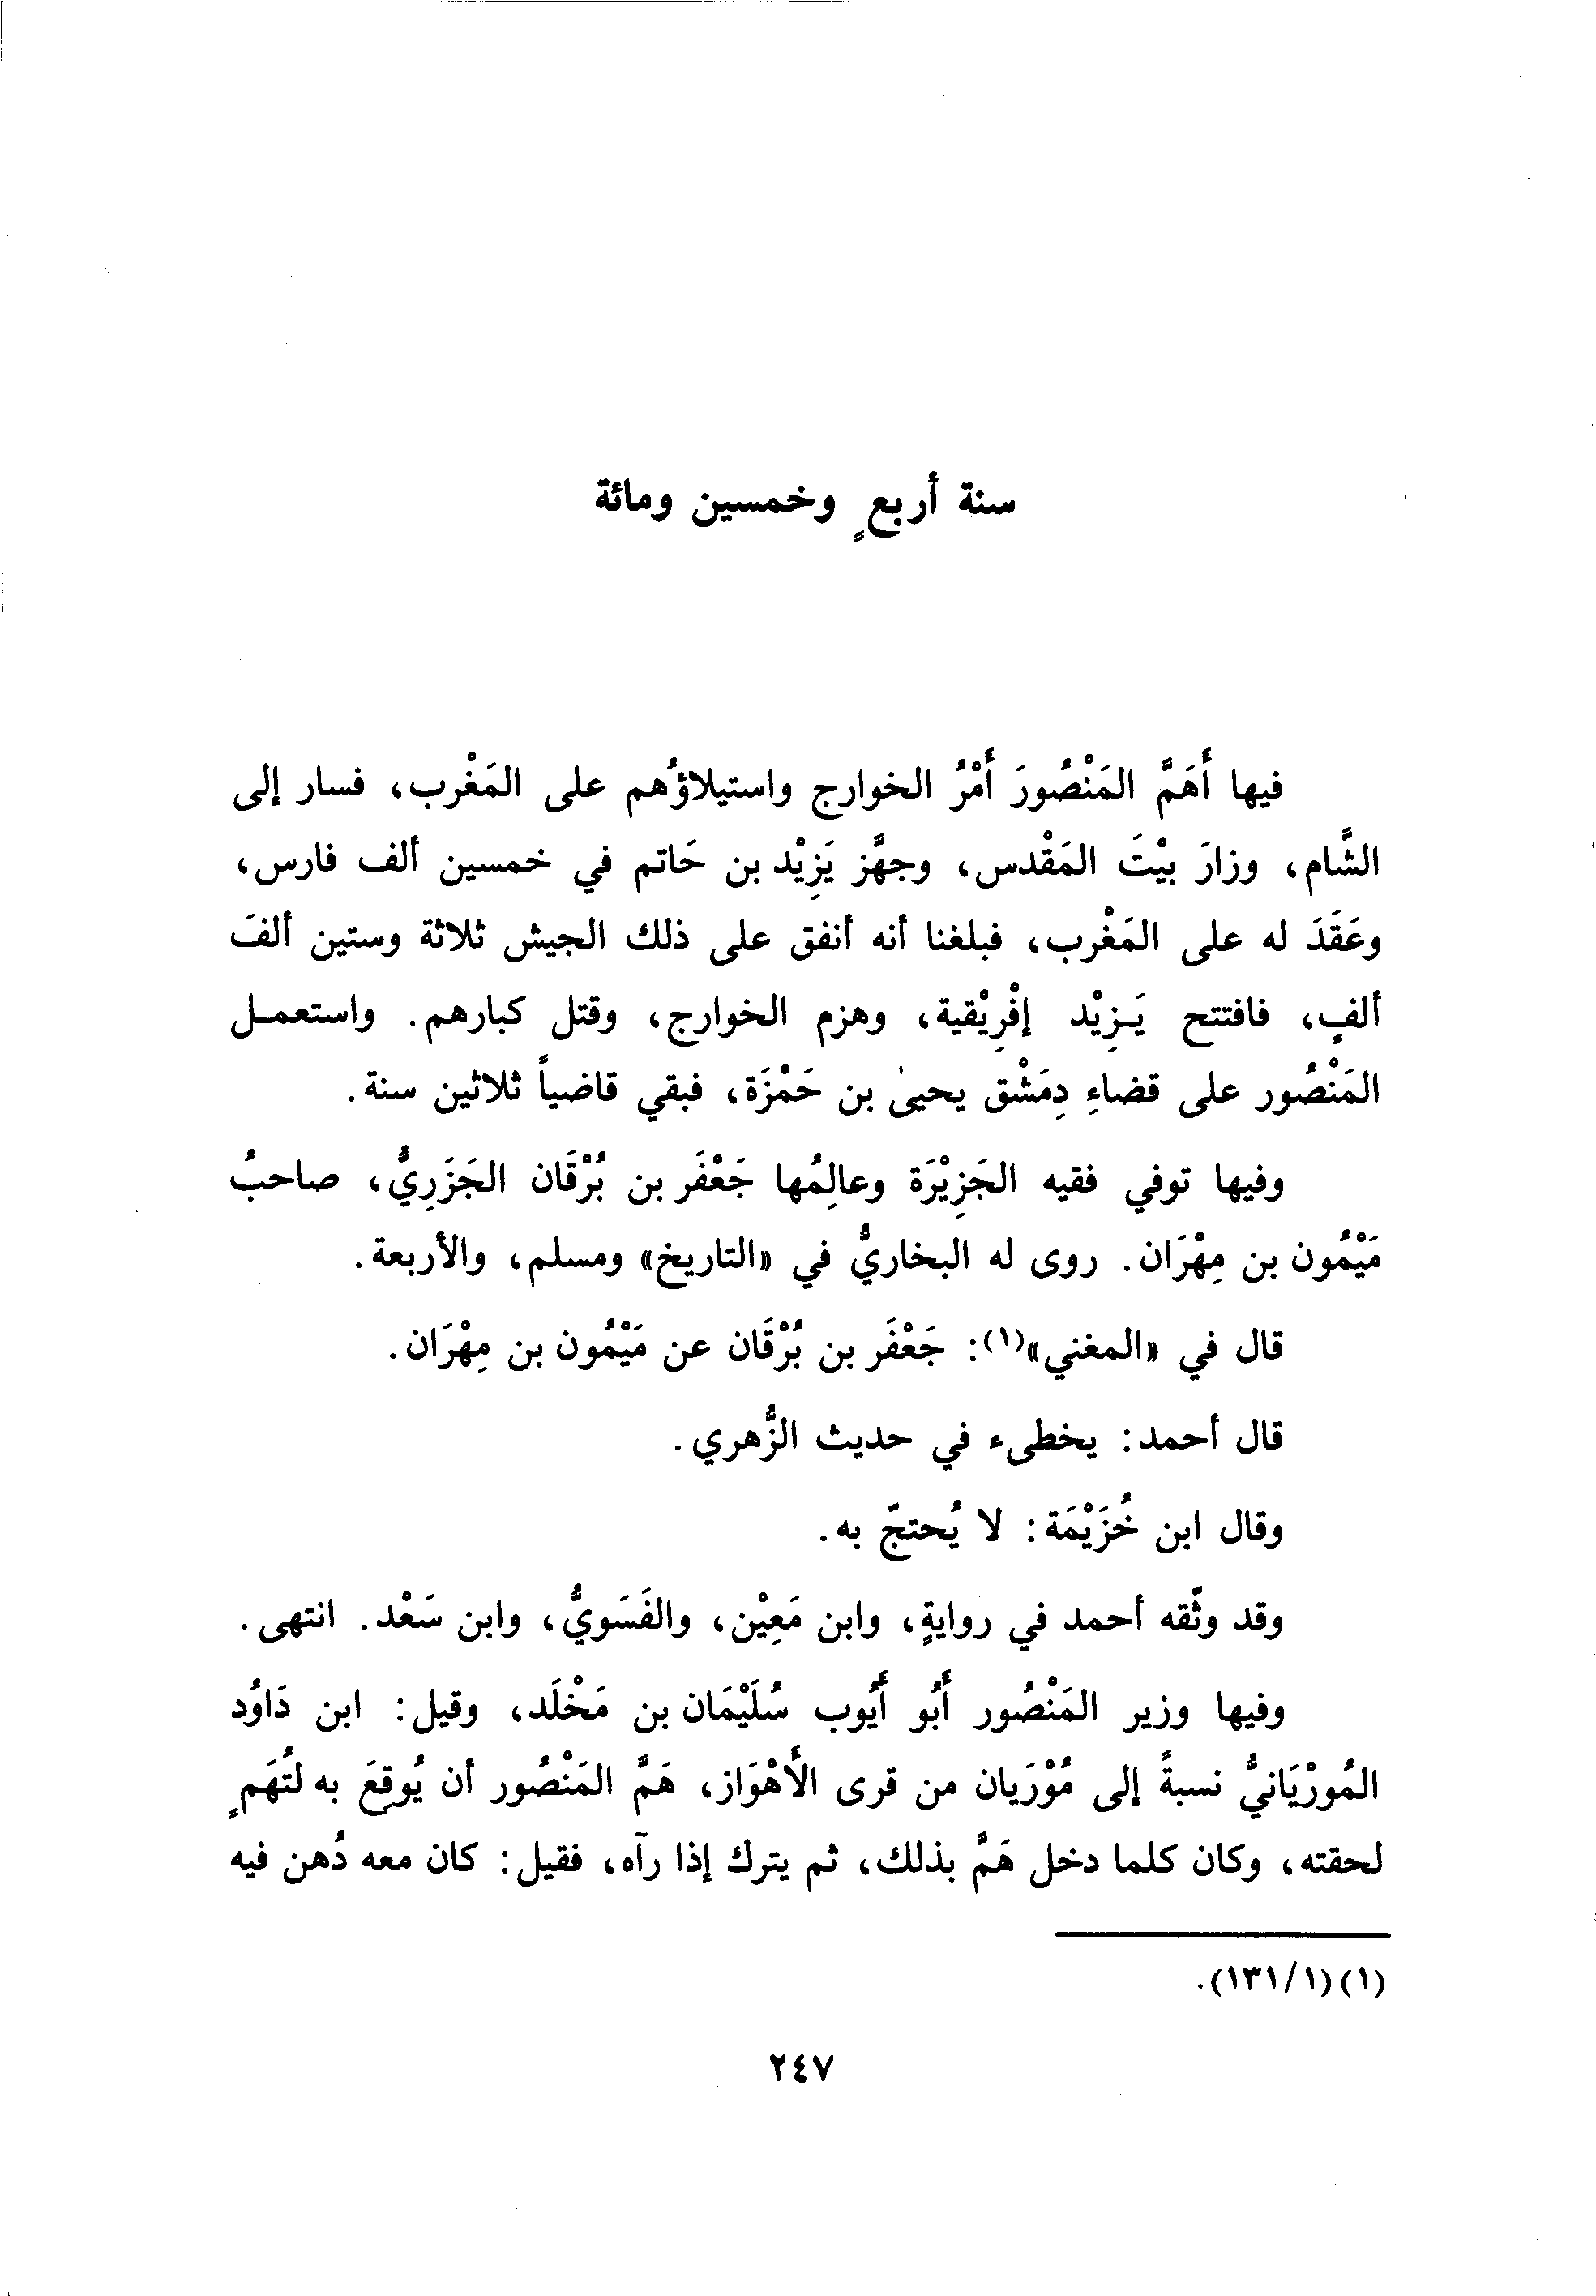 سنة أربعٍ وخمسين ومائة
فيها أَهَمَّ المَنْصُورَ أَمْرُ الخوارج واستيلاؤُهم على المَغْرب، فسار إلى
الشَّام، وزارَ بيْتَ المَقْدس، وجهَّز يَزِيْد بن حَاتم في خمسين ألف فارس،
وعَقَدَ له على المَغْرب، فبلغنا أنه أنفق على ذلك الجيش ثلاثة وستين ألفَ
ألفٍ، فافتتح يَـزِيْد إفْرِيْقية، وهزم الخوارج، وقتل كبارهم. واستعمـل
المَنْصُور على قضاءِ دِمَشْق يحيىٰ بن حَمْزَة، فبقي قاضياً ثلاثين سنة.
وفيها توفي فقيه الجَزِيْرَة وعالِمُها جَعْفَر بن بُرْقَان الجَزَرِيُّ، صاحبُ
مَيْمُون بن مِهْرَان. روى له البخاريُّ في «التاريخ» ومسلم، والأربعة.
قال في «المغني»(١): جَعْفَر بن بُرْقَان عن مَيْمُون بن مِهْرَان.
قال أحمد: يخطىء في حديث الزُّهري.
وقال ابن خُزَيْمَة: لا يُحتجّ به.
وقد وثّقه أحمد في روايةٍ، وابن مَعِيْن، والفَسَويُّ، وابن سَعْد. انتهى.
وفيها وزير المَنْصُور أَبُو أَيُوب سُلَيْمَان بن مَخْلَد، وقيل: ابن دَاوُد
المُورْيَانيُّ نسبةً إلى مُوْرَيان من قرى الأَهْوَاز، هَمَّ المَنْصُور أن يُوقِعَ به لتُهَمٍ
لحقته، وكان كلما دخل هَمَّ بذلك، ثم يترك إذا رآه، فقيل: كان معه دُهن فيه
(١) (١/ ١٣١).
٢٤٧